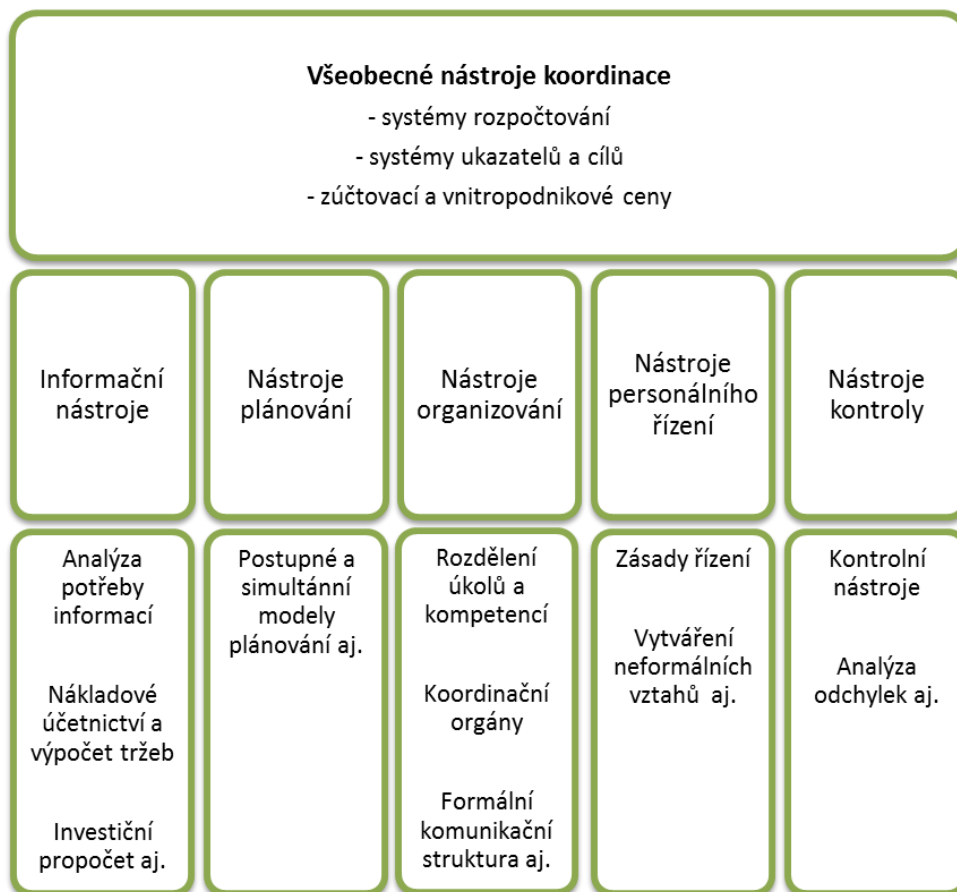 Všeobecné nástroje koordinace
- systémy rozpočtování
- systémy ukazatelů a cílů
- zúčtovací a vnitropodnikové ceny
Informační
nástroje
Nástroje
plánování
Nástroje
organizování
Nástroje
personálního
řízení
Nástroje
kontroly
Analýza
potřeby
informací
Nákladové
účetnictví a
výpočet tržeb
Investiční
propočet aj.
Postupné a
simultánní
modely
plánování aj.
Rozdělení
úkolů a
kompetencí
Koordinační
orgány
Formální
komunikační
struktura aj.
Zásady řízení
Vytváření
neformálních
vztahů aj.
Kontrolní
nástroje
Analýza
odchylek aj.